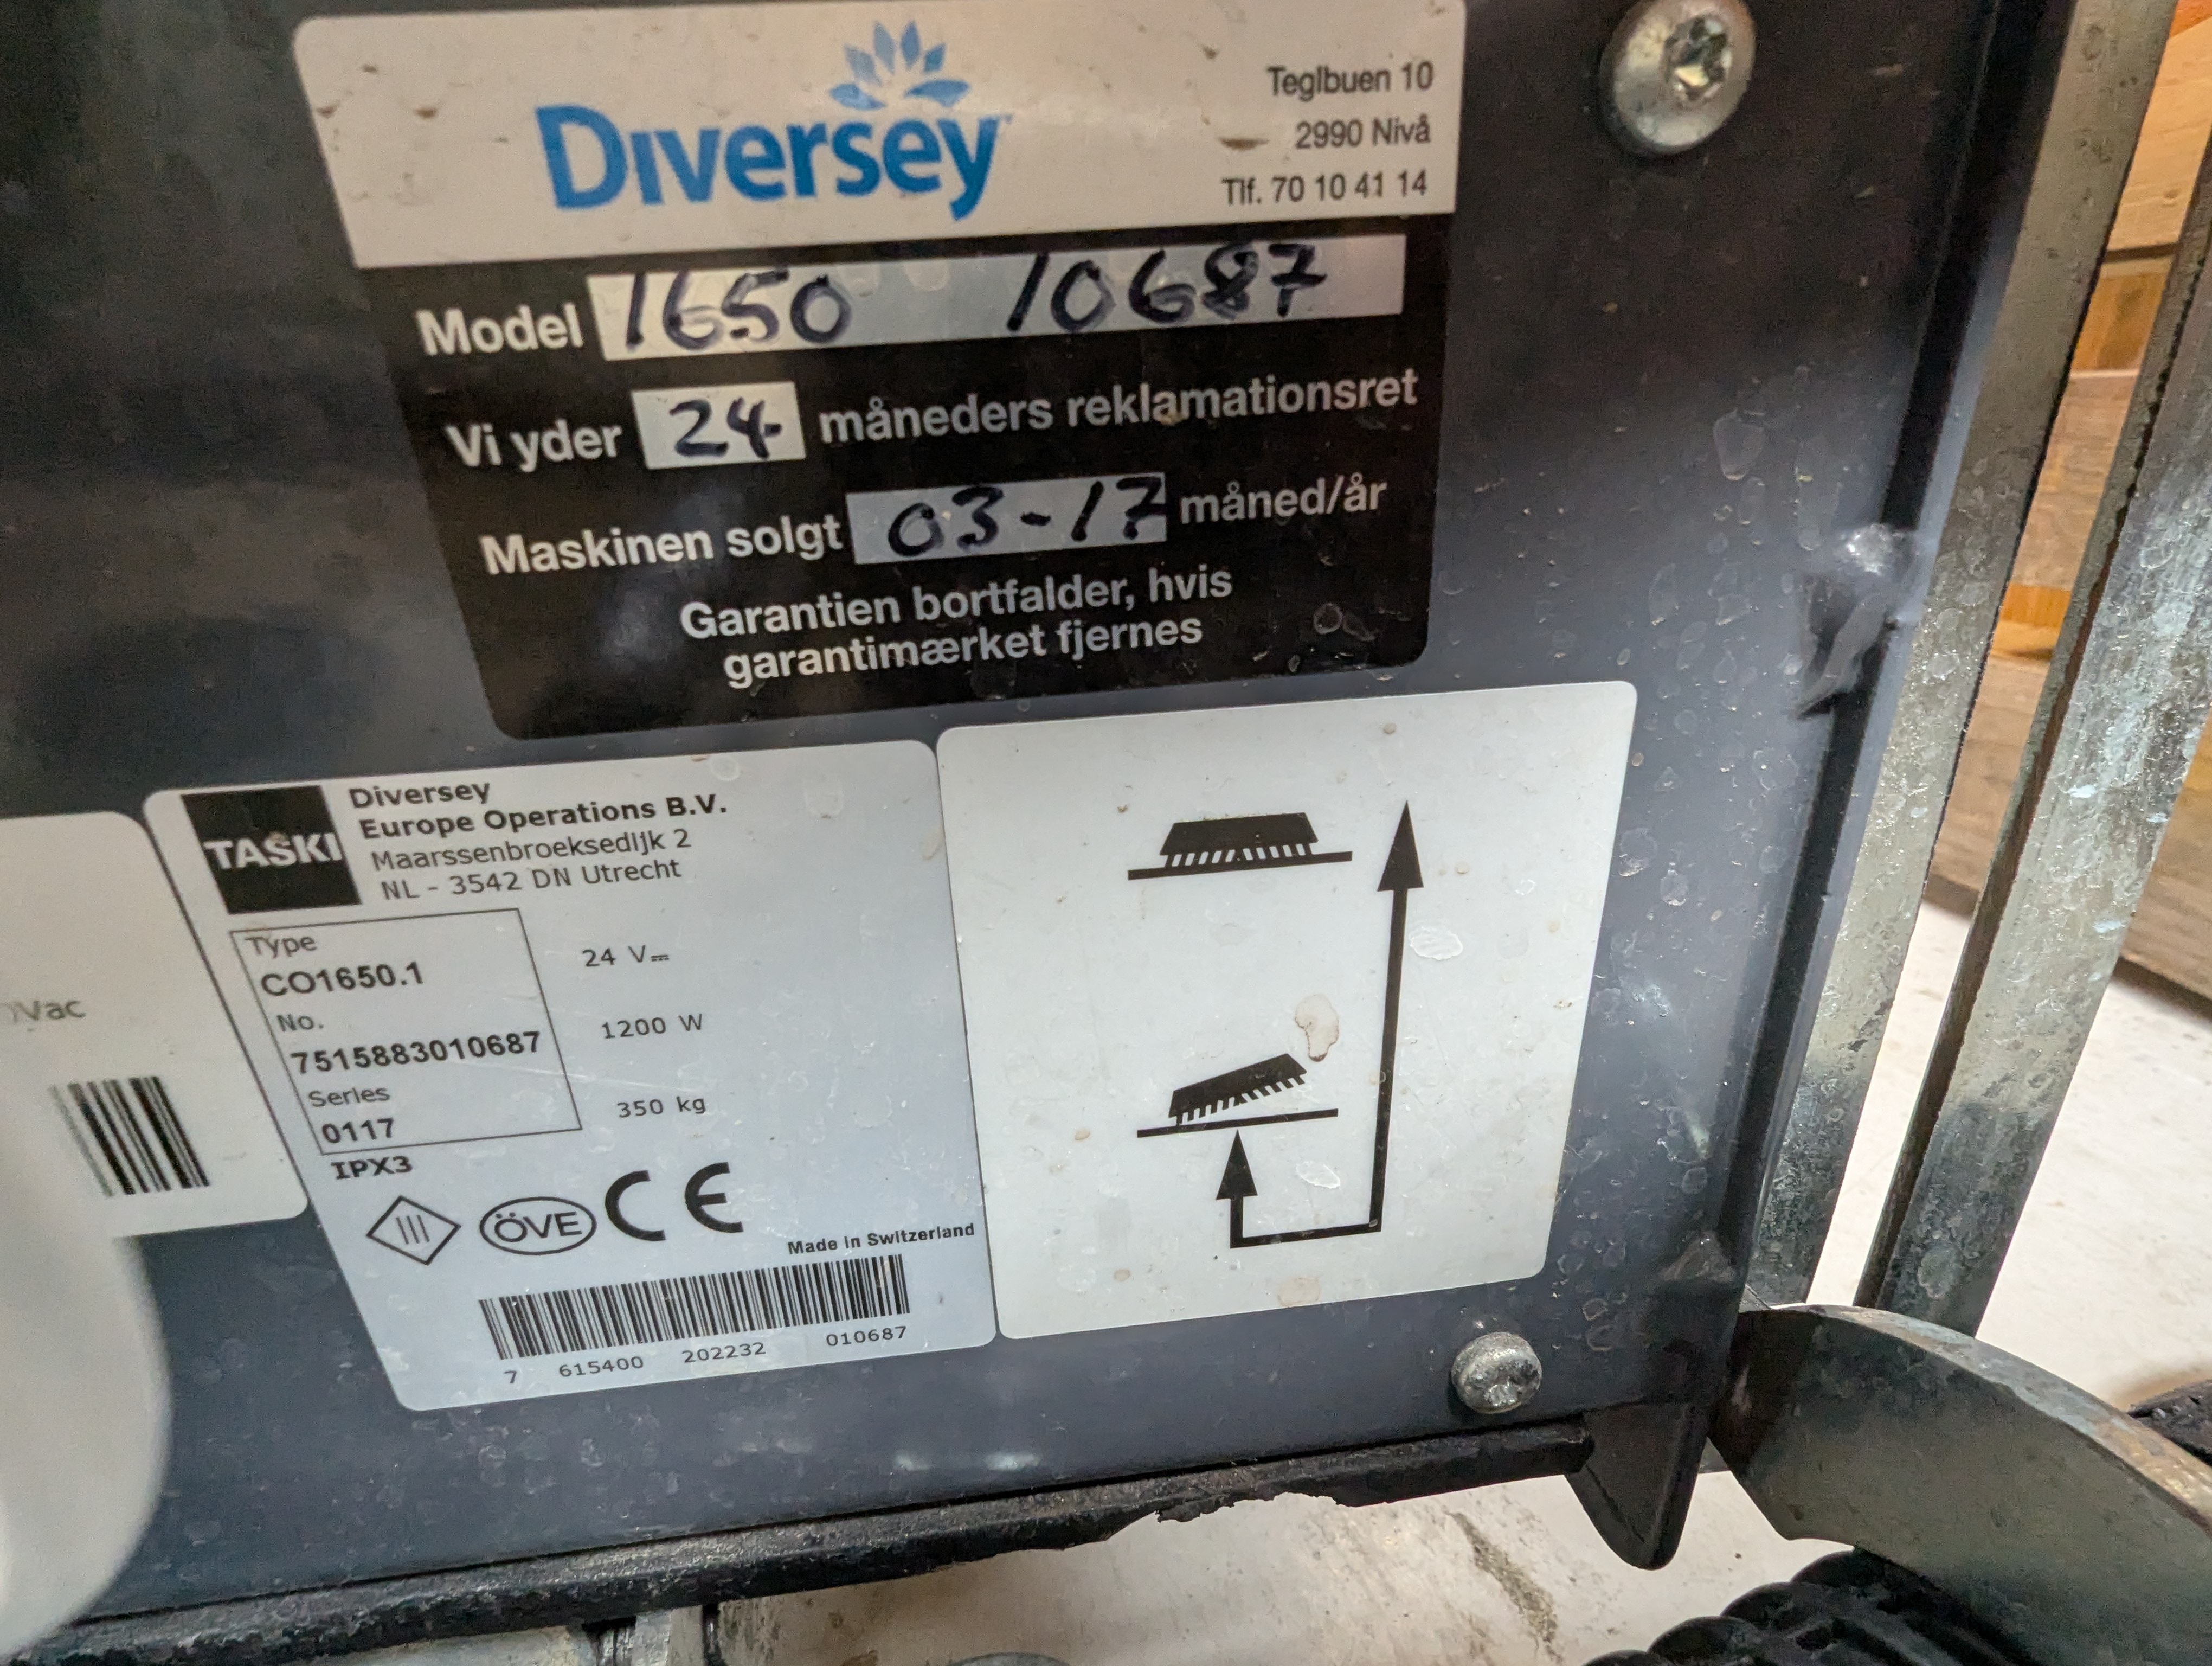 Diversey
Teglbuen 10
2990 Nivå
Tlf. 70 10 41 14
Model 1650 10687
Vi yder 24 måneders reklamationsret
Maskinen solgt 03-17 måned/år
Garantien bortfalder, hvis
garantimærket fjernes
TASKI
Diversey
Europe Operations B.V.
Maarssenbroeksedijk 2
NL - 3542 DN Utrecht
Type
CO1650.1
No.
7515883010687
Series
0117
24 V
1200 W
350 kg
IPX3
ÖVE CE
Made in Switzerland
7 615400 202232 010687
Vac